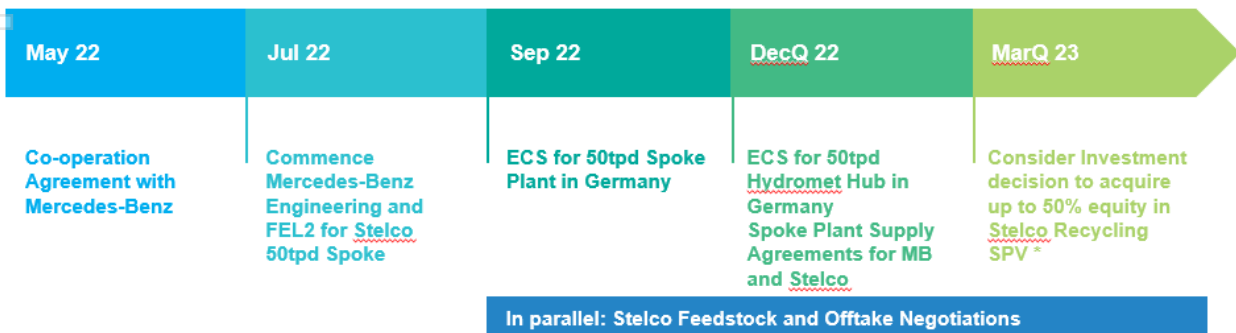 May 22
Jul 22
Sep 22
DecQ 22
MarQ 23
Co-operation
Agreement with
Mercedes-Benz
Commence
Mercedes-Benz
Engineering and
FEL2 for Stelco
50tpd Spoke
ECS for 50tpd Spoke
Plant in Germany
ECS for 50tpd
Hydromet Hub in
Germany
Spoke Plant Supply
Agreements for MB
and Stelco
Consider Investment
decision to acquire
up to 50% equity in
Stelco Recycling
SPV *
In parallel: Stelco Feedstock and Offtake Negotiations